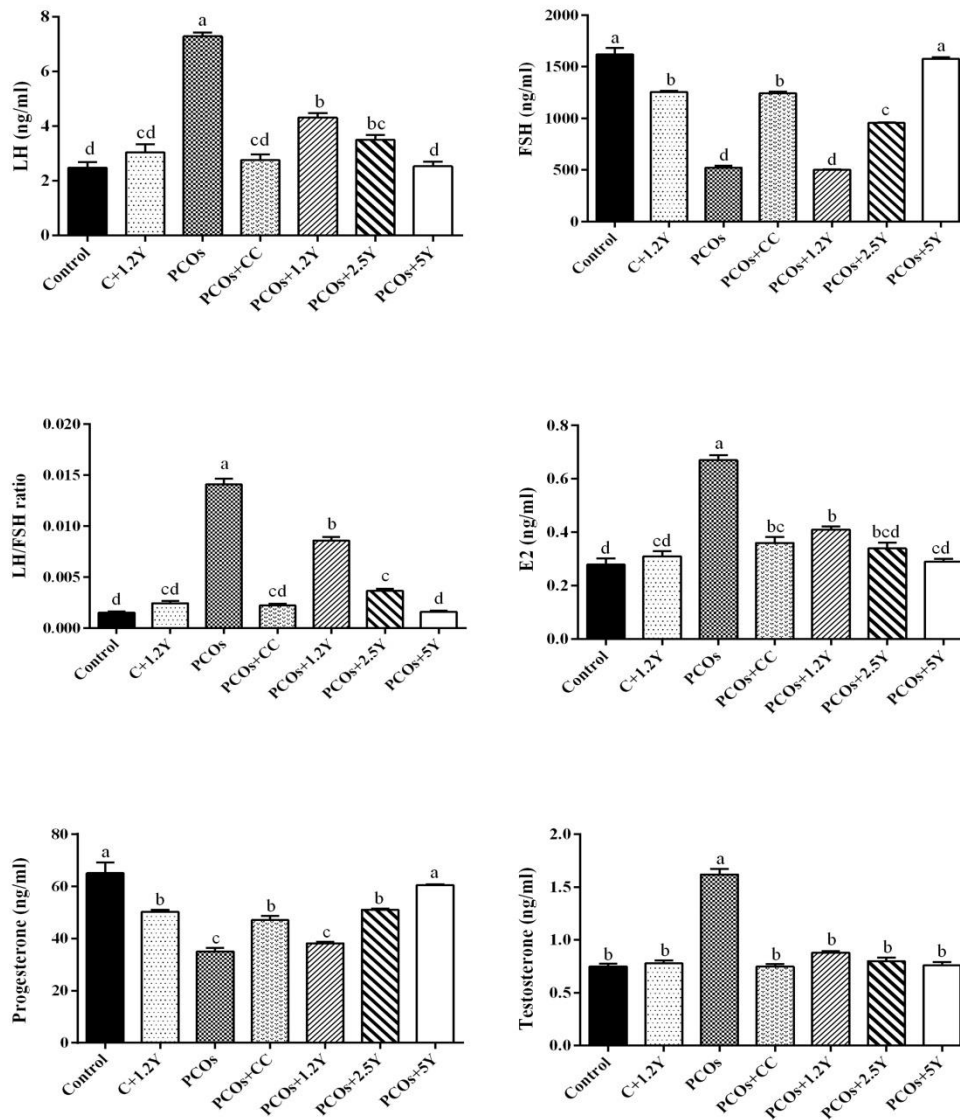 LH (ng/ml)
8
6
4
2
0
d
cd
a
cd
b
bc
d
Control
C+1.2Y
PCOs
PCOs+CC
PCOs+1.2Y
PCOs+2.5Y
PCOs+5Y
FSH (ng/ml)
2000
1500
1000
500
0
a
b
d
b
d
c
a
Control
C+1.2Y
PCOs
PCOs+CC
PCOs+1.2Y
PCOs+2.5Y
PCOs+5Y
LH/FSH ratio
0.020
0.015
0.010
0.005
0.000
d
cd
a
cd
b
c
d
Control
C+1.2Y
PCOs
PCOs+CC
PCOs+1.2Y
PCOs+2.5Y
PCOs+5Y
E2 (ng/ml)
0.8
0.6
0.4
0.2
0.0
d
cd
a
bc
b
bcd
cd
Control
C+1.2Y
PCOs
PCOs+CC
PCOs+1.2Y
PCOs+2.5Y
PCOs+5Y
Progesterone (ng/ml)
80
60
40
20
0
a
b
c
b
c
b
a
Control
C+1.2Y
PCOs
PCOs+CC
PCOs+1.2Y
PCOs+2.5Y
PCOs+5Y
Testosterone (ng/ml)
2.0
1.5
1.0
0.5
0.0
b
b
a
b
b
b
b
Control
C+1.2Y
PCOs
PCOs+CC
PCOs+1.2Y
PCOs+2.5Y
PCOs+5Y